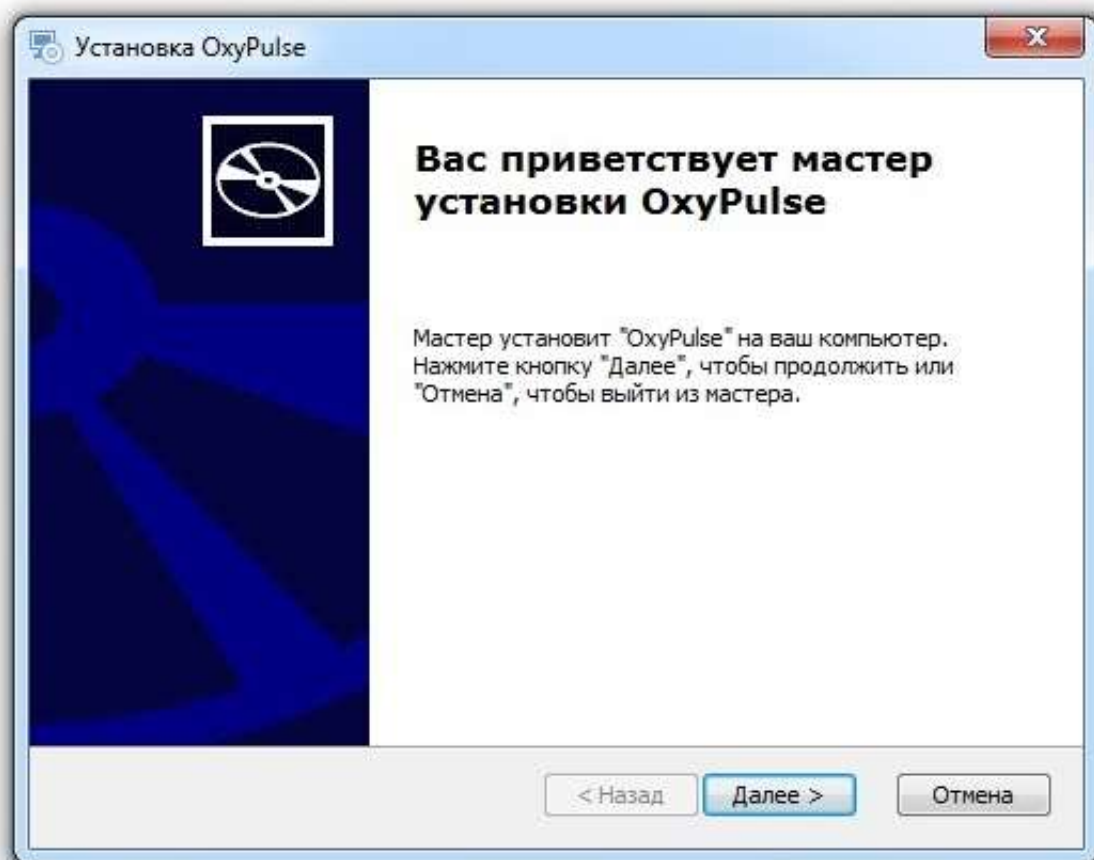 Установка OxyPulse
Вас приветствует мастер
установки OxyPulse
Мастер установит "OxyPulse" на ваш компьютер.
Нажмите кнопку "Далее", чтобы продолжить или
"Отмена", чтобы выйти из мастера.
< Назад Далее > Отмена